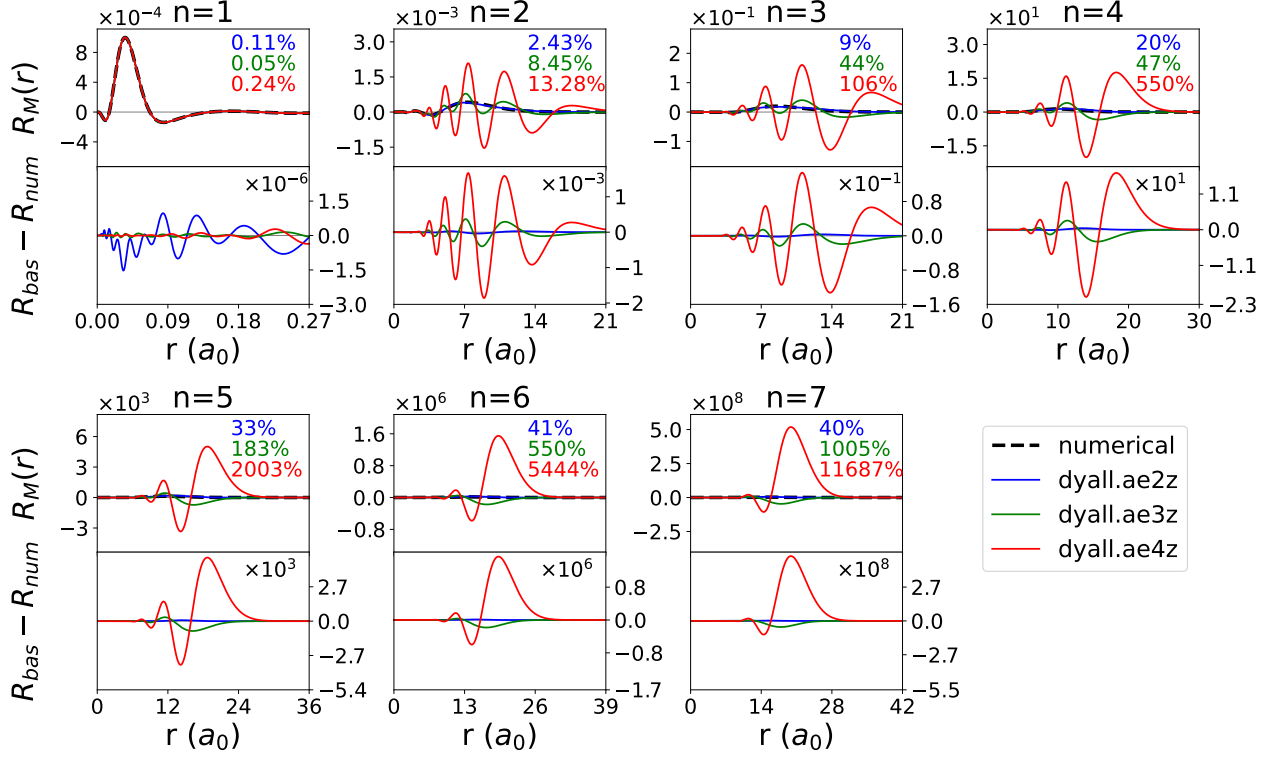 ×10⁻⁴ n=1
R_M(r)
8
4
0
−4
0.11%
0.05%
0.24%
R_bas − R_num
×10⁻⁶
1.5
0.0
−1.5
−3.0
0.00 0.09 0.18 0.27
r (a₀)
×10⁻³ n=2
3.0
1.5
0.0
−1.5
2.43%
8.45%
13.28%
×10⁻³
1
0
−1
−2
0 7 14 21
r (a₀)
×10⁻¹ n=3
2
1
0
−1
9%
44%
106%
×10⁻¹
0.8
0.0
−0.8
−1.6
0 7 14 21
r (a₀)
×10¹ n=4
3.0
1.5
0.0
−1.5
20%
47%
550%
×10¹
1.1
0.0
−1.1
−2.3
0 10 20 30
r (a₀)
×10³ n=5
R_M(r)
6
3
0
−3
33%
183%
2003%
R_bas − R_num
×10³
2.7
0.0
−2.7
−5.4
0 12 24 36
r (a₀)
×10⁶ n=6
1.6
0.8
0.0
−0.8
41%
550%
5444%
×10⁶
0.8
0.0
−0.8
−1.7
0 13 26 39
r (a₀)
×10⁸ n=7
5.0
2.5
0.0
−2.5
40%
1005%
11687%
×10⁸
2.7
0.0
−2.7
−5.5
0 14 28 42
r (a₀)
numerical
dyall.ae2z
dyall.ae3z
dyall.ae4z